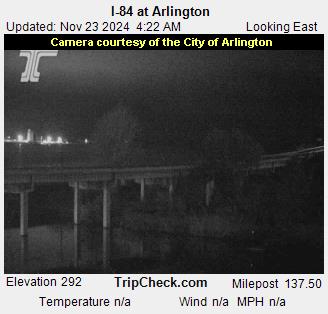 I-84 at Arlington
Updated: Nov 23 2024 4:22 AM Looking East
Camera courtesy of the City of Arlington
Elevation 292 TripCheck.com Milepost 137.50
Temperature n/a Wind n/a MPH n/a